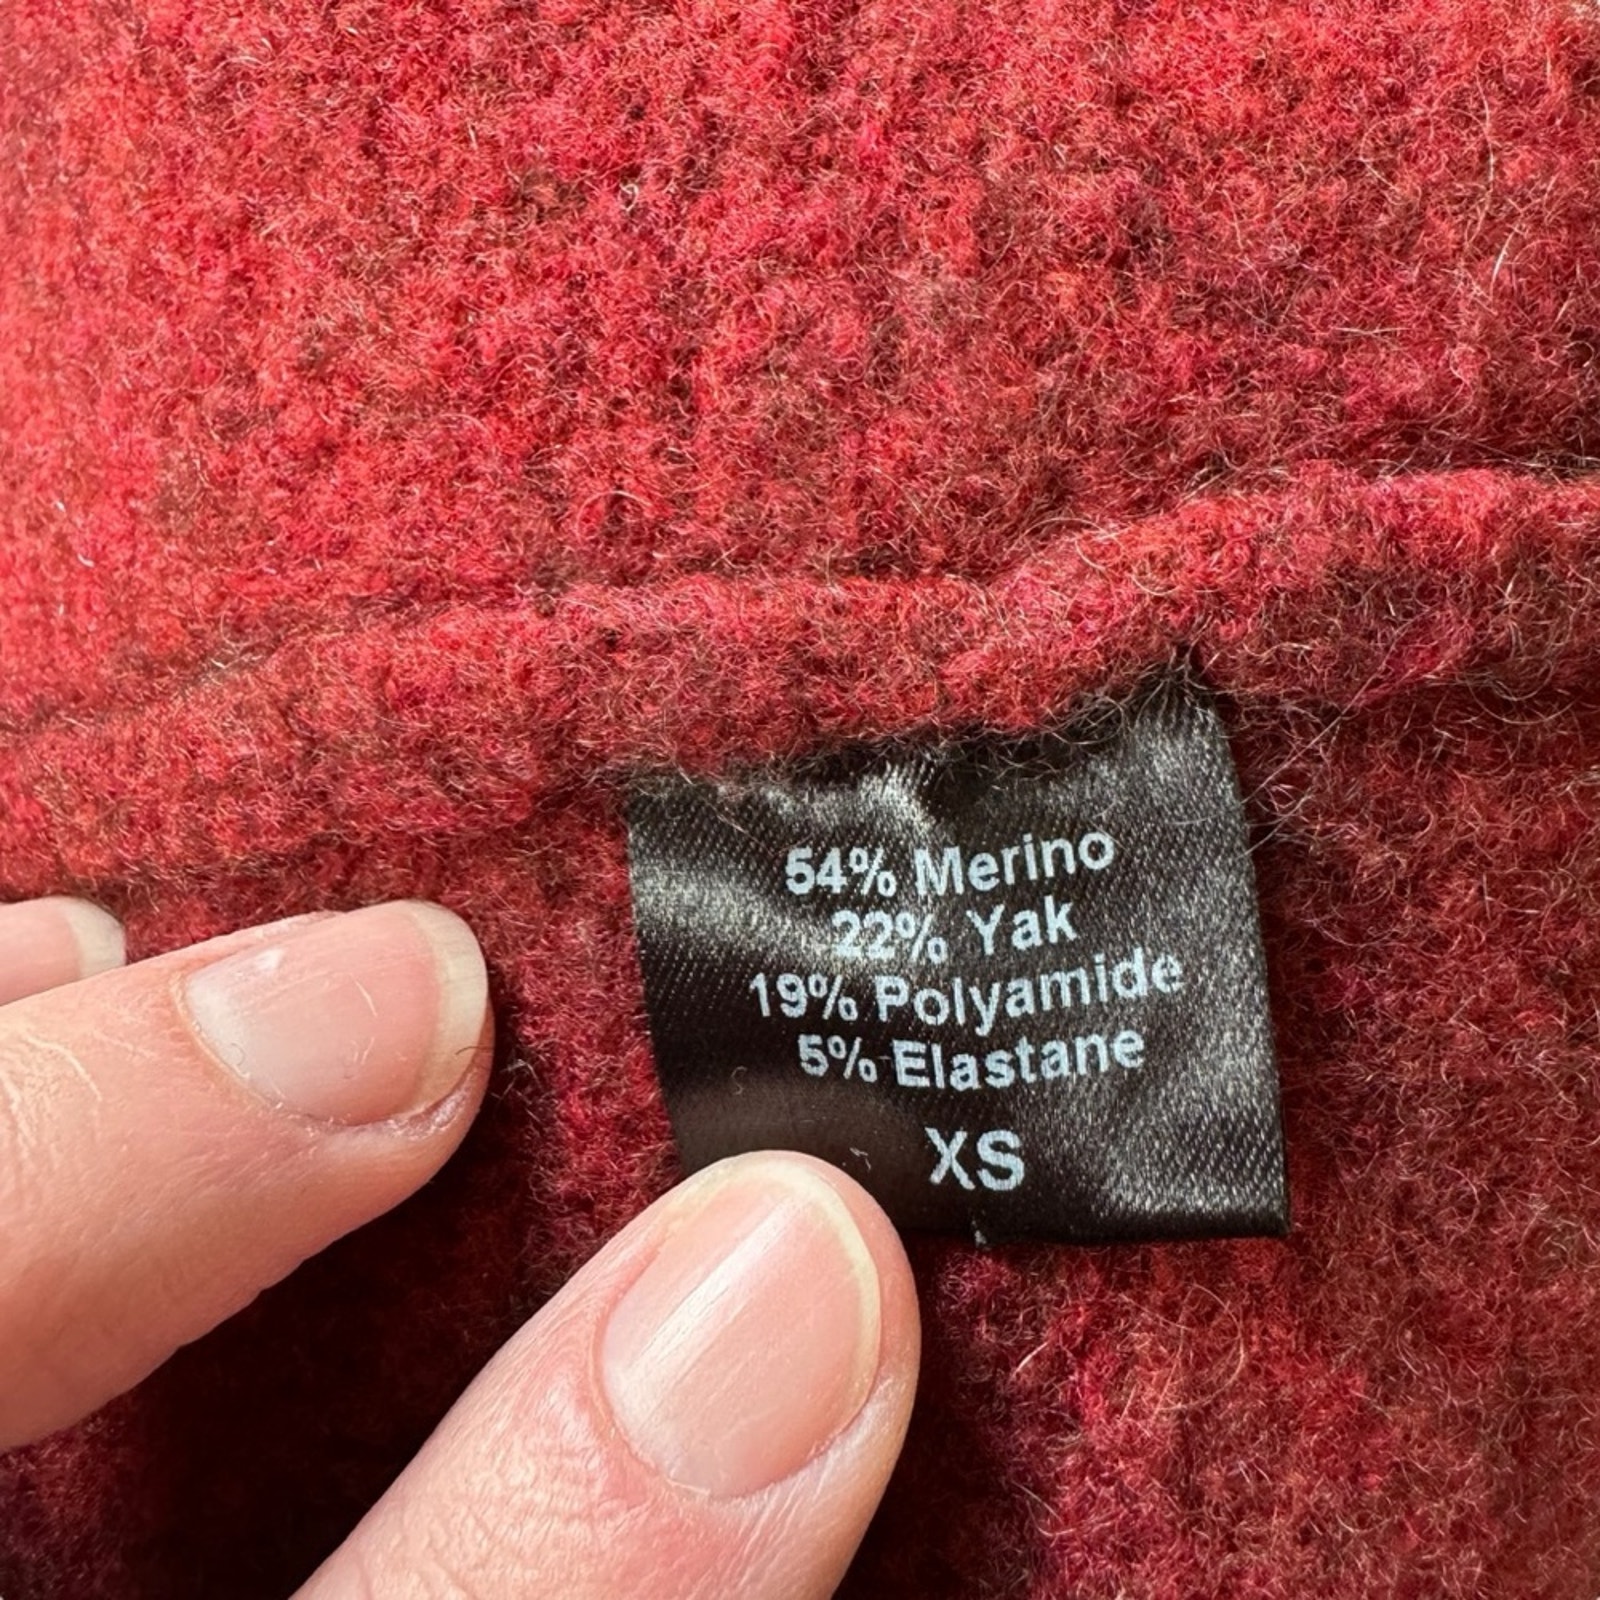 54% Merino
22% Yak
19% Polyamide
5% Elastane
XS